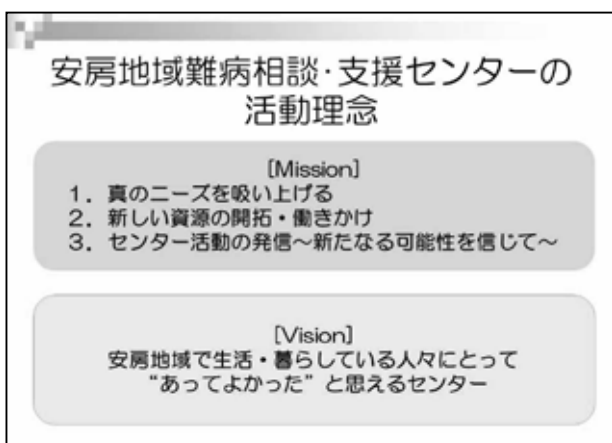 安房地域難病相談・支援センターの
活動理念
[Mission]
1. 真のニーズを吸い上げる
2. 新しい資源の開拓・働きかけ
3. センター活動の発信~新たなる可能性を信じて~
[Vision]
安房地域で生活・暮らしている人々にとって
“あってよかった”と思えるセンター